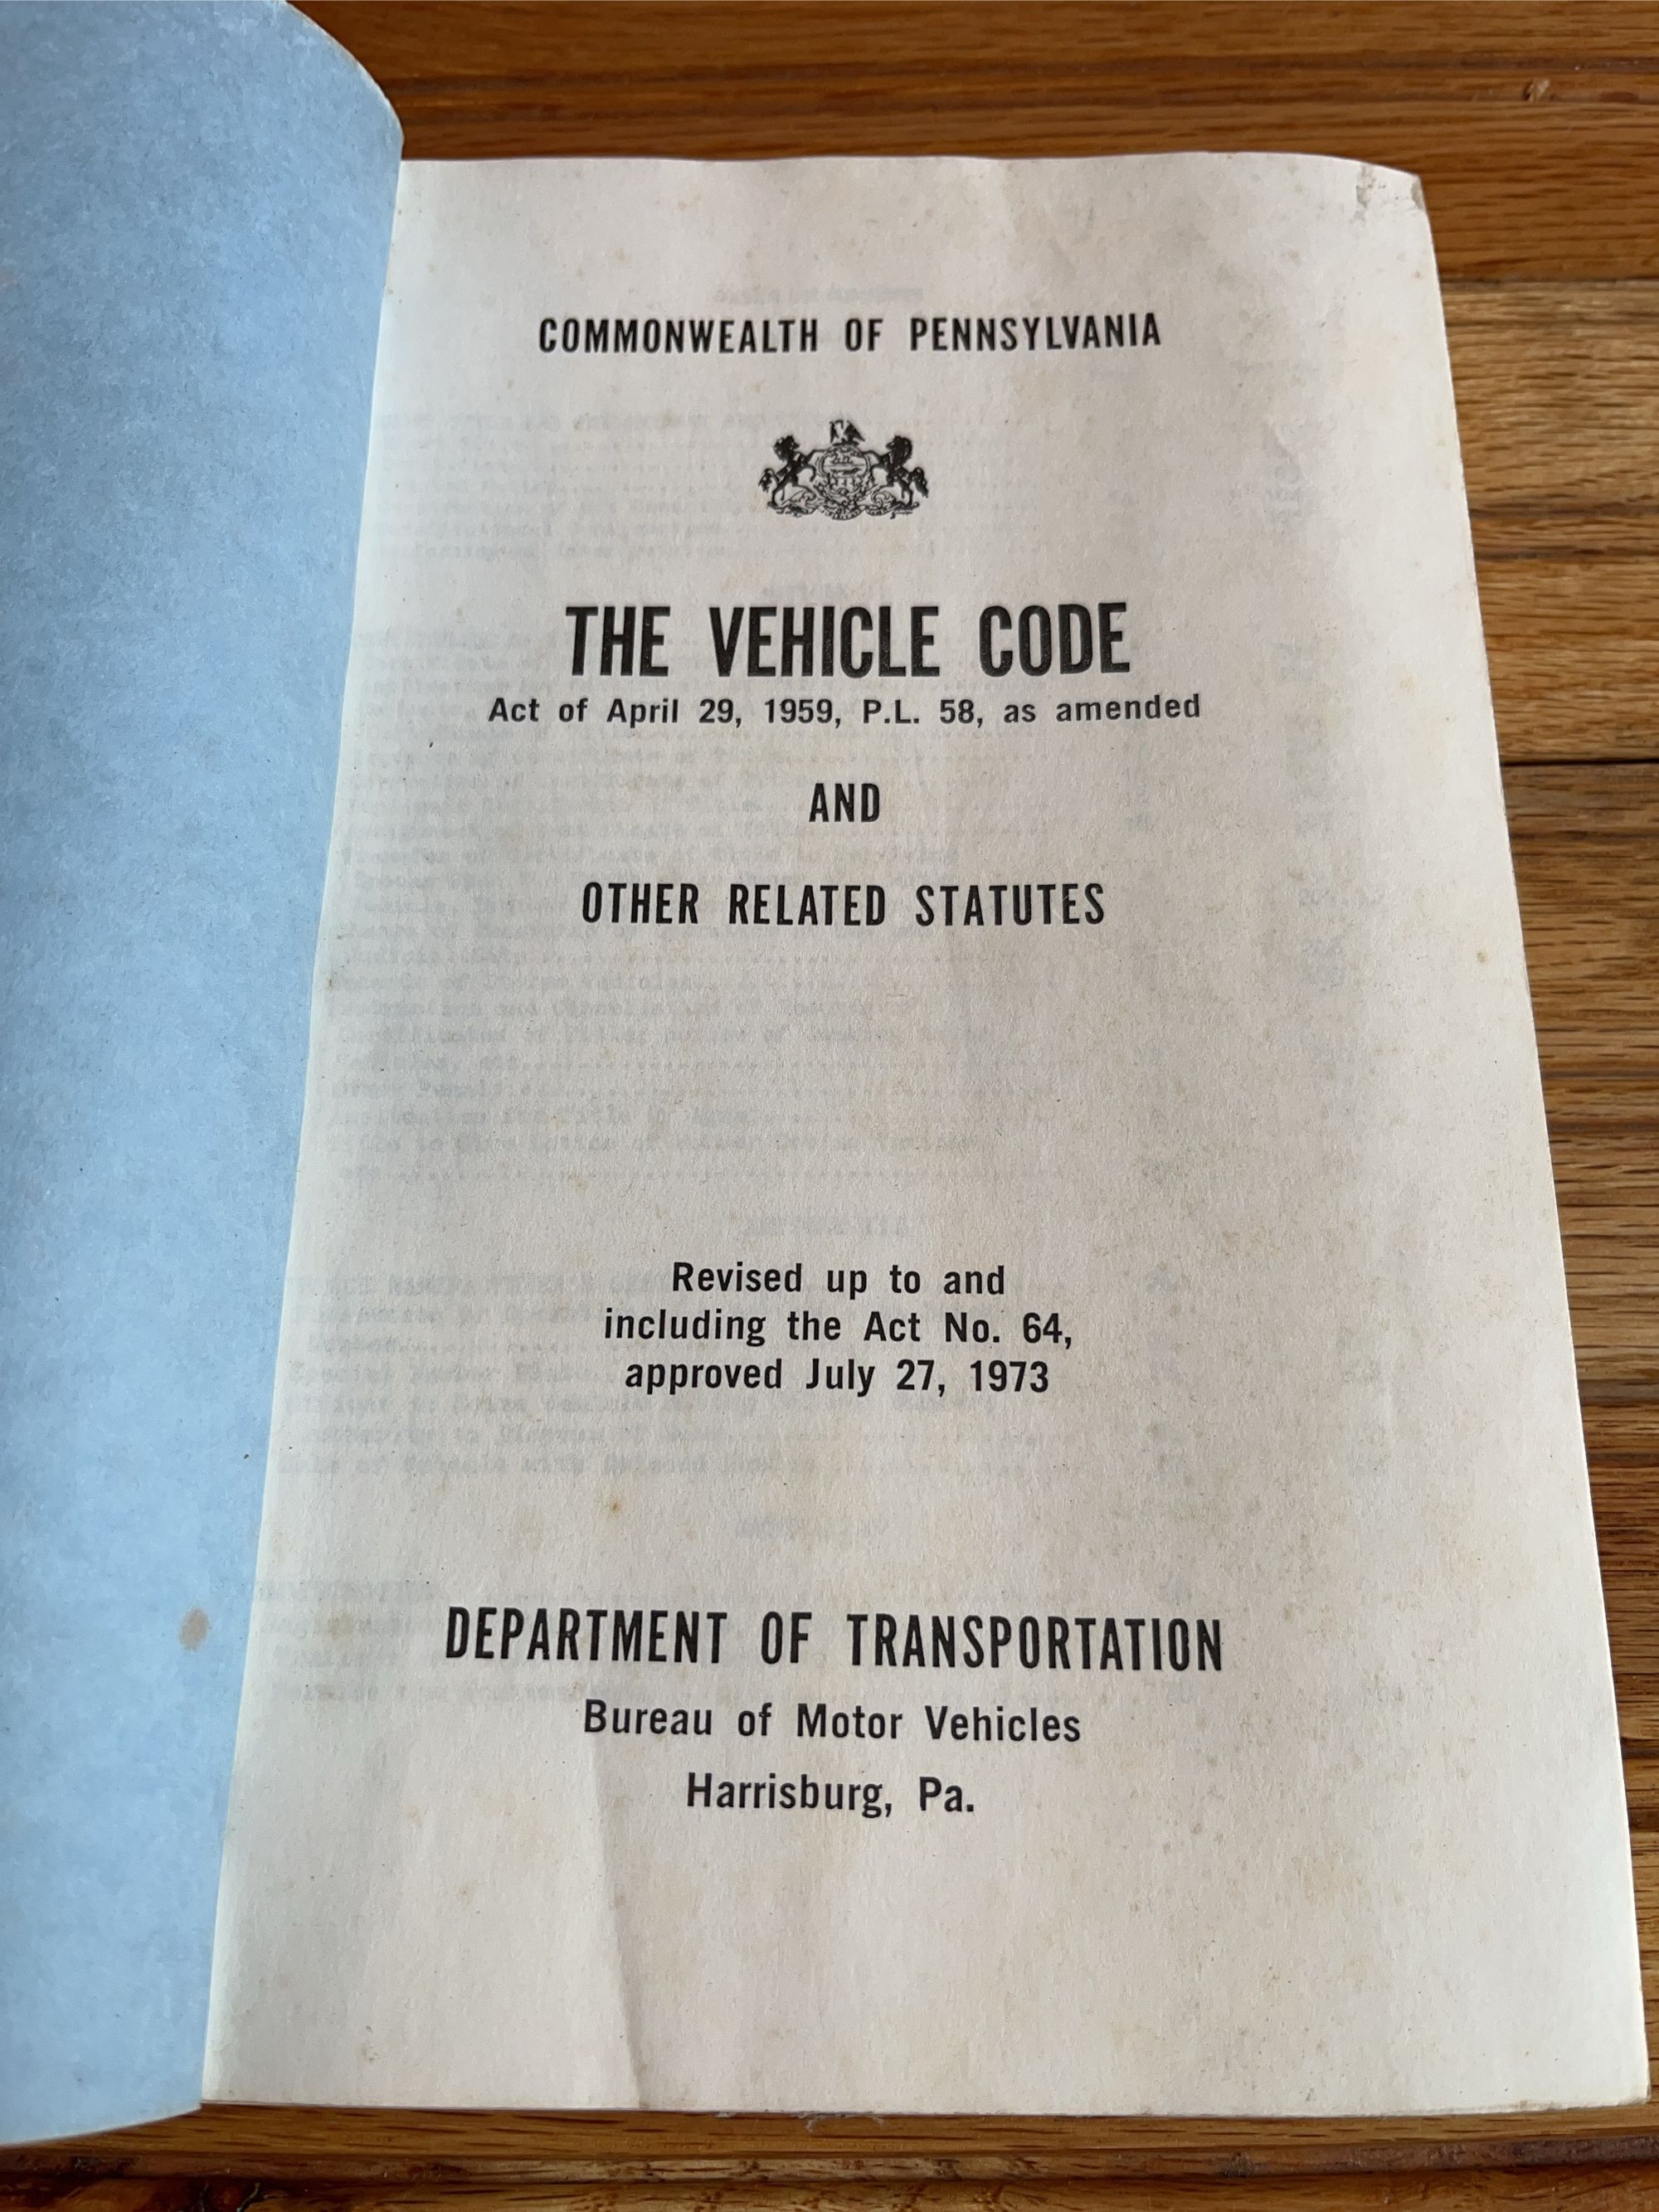 COMMONWEALTH OF PENNSYLVANIA
THE VEHICLE CODE
Act of April 29, 1959, P.L. 58, as amended
AND
OTHER RELATED STATUTES
Revised up to and
including the Act No. 64,
approved July 27, 1973
DEPARTMENT OF TRANSPORTATION
Bureau of Motor Vehicles
Harrisburg, Pa.